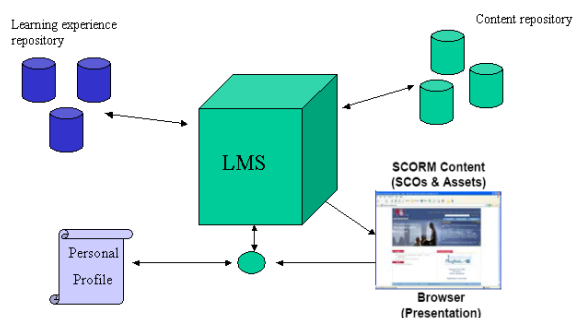 Learning experience
repository
Content repository
LMS
SCORM Content
(SCOs & Assets)
Personal
Profile
Browser
(Presentation)